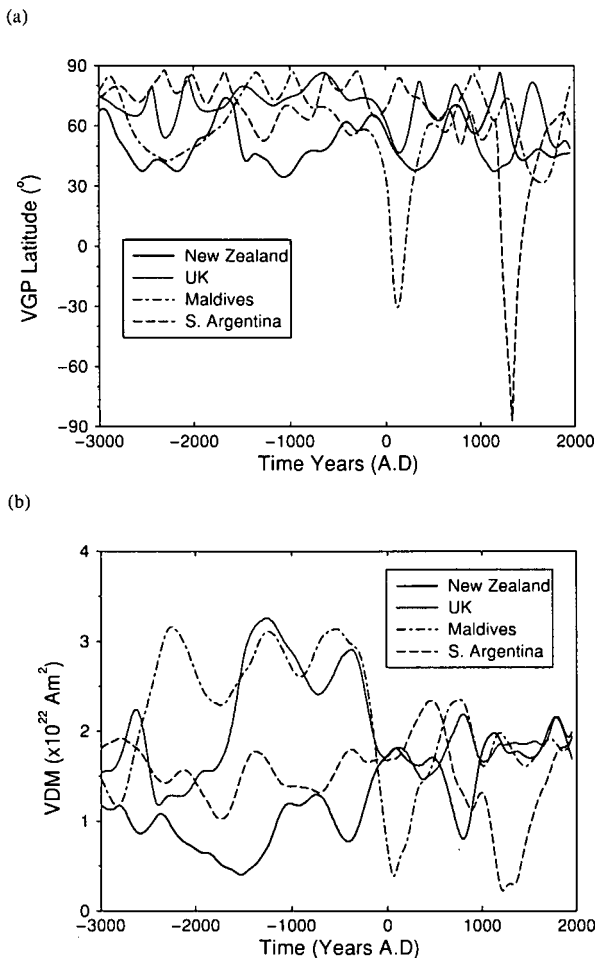 (a)
90
60
30
0
−30
−60
−90
VGP Latitude (°)
New Zealand
UK
Maldives
S. Argentina
−3000 −2000 −1000 0 1000 2000
Time Years (A.D)
(b)
4
3
2
1
0
VDM (x10²² Am²)
New Zealand
UK
Maldives
S. Argentina
−3000 −2000 −1000 0 1000 2000
Time (Years A.D)